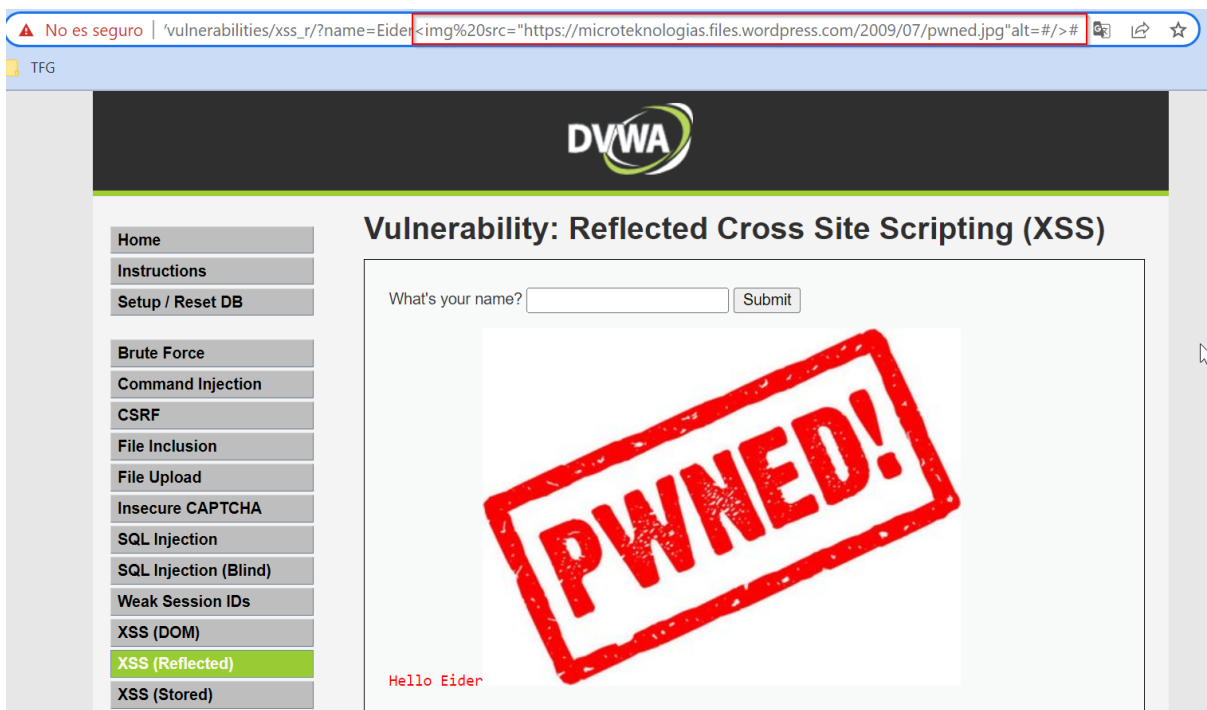 No es seguro | '/vulnerabilities/xss_r/?name=Eider<img%20src="https://microteknologias.files.wordpress.com/2009/07/pwned.jpg"alt=#/>#
TFG
DVWA
Vulnerability: Reflected Cross Site Scripting (XSS)
Home
Instructions
Setup / Reset DB
Brute Force
Command Injection
CSRF
File Inclusion
File Upload
Insecure CAPTCHA
SQL Injection
SQL Injection (Blind)
Weak Session IDs
XSS (DOM)
XSS (Reflected)
XSS (Stored)
What's your name? Submit
PWNED!
Hello Eider